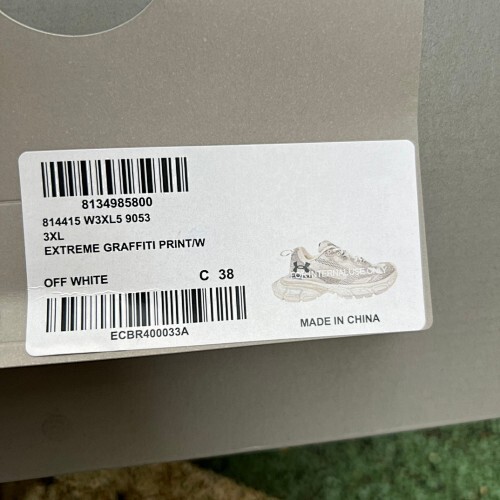 8134985800
814415 W3XL5 9053
3XL
EXTREME GRAFFITI PRINT/W
OFF WHITE C 38
FOR INTERNAL USE ONLY
ECBR400033A
MADE IN CHINA